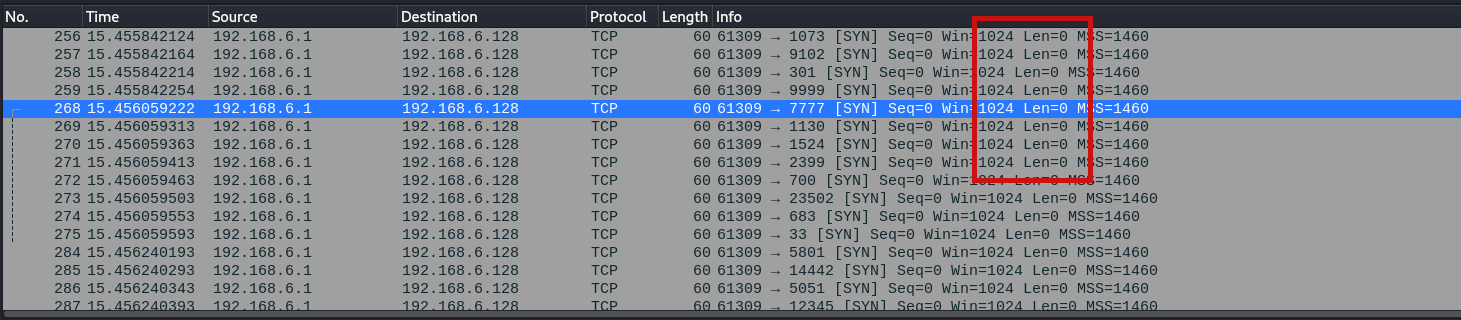 No. Time Source Destination Protocol Length Info
256 15.455842124 192.168.6.1 192.168.6.128 TCP 60 61309 → 1073 [SYN] Seq=0 Win=1024 Len=0 MSS=1460
257 15.455842164 192.168.6.1 192.168.6.128 TCP 60 61309 → 9102 [SYN] Seq=0 Win=1024 Len=0 MSS=1460
258 15.455842214 192.168.6.1 192.168.6.128 TCP 60 61309 → 301 [SYN] Seq=0 Win=1024 Len=0 MSS=1460
259 15.455842254 192.168.6.1 192.168.6.128 TCP 60 61309 → 9999 [SYN] Seq=0 Win=1024 Len=0 MSS=1460
268 15.456059222 192.168.6.1 192.168.6.128 TCP 60 61309 → 7777 [SYN] Seq=0 Win=1024 Len=0 MSS=1460
269 15.456059313 192.168.6.1 192.168.6.128 TCP 60 61309 → 1130 [SYN] Seq=0 Win=1024 Len=0 MSS=1460
270 15.456059363 192.168.6.1 192.168.6.128 TCP 60 61309 → 1524 [SYN] Seq=0 Win=1024 Len=0 MSS=1460
271 15.456059413 192.168.6.1 192.168.6.128 TCP 60 61309 → 2399 [SYN] Seq=0 Win=1024 Len=0 MSS=1460
272 15.456059463 192.168.6.1 192.168.6.128 TCP 60 61309 → 700 [SYN] Seq=0 Win=1024 Len=0 MSS=1460
273 15.456059503 192.168.6.1 192.168.6.128 TCP 60 61309 → 23502 [SYN] Seq=0 Win=1024 Len=0 MSS=1460
274 15.456059553 192.168.6.1 192.168.6.128 TCP 60 61309 → 683 [SYN] Seq=0 Win=1024 Len=0 MSS=1460
275 15.456059593 192.168.6.1 192.168.6.128 TCP 60 61309 → 33 [SYN] Seq=0 Win=1024 Len=0 MSS=1460
284 15.456240193 192.168.6.1 192.168.6.128 TCP 60 61309 → 5801 [SYN] Seq=0 Win=1024 Len=0 MSS=1460
285 15.456240293 192.168.6.1 192.168.6.128 TCP 60 61309 → 14442 [SYN] Seq=0 Win=1024 Len=0 MSS=1460
286 15.456240343 192.168.6.1 192.168.6.128 TCP 60 61309 → 5051 [SYN] Seq=0 Win=1024 Len=0 MSS=1460
287 15.456240393 192.168.6.1 192.168.6.128 TCP 60 61309 → 12345 [SYN] Seq=0 Win=1024 Len=0 MSS=1460